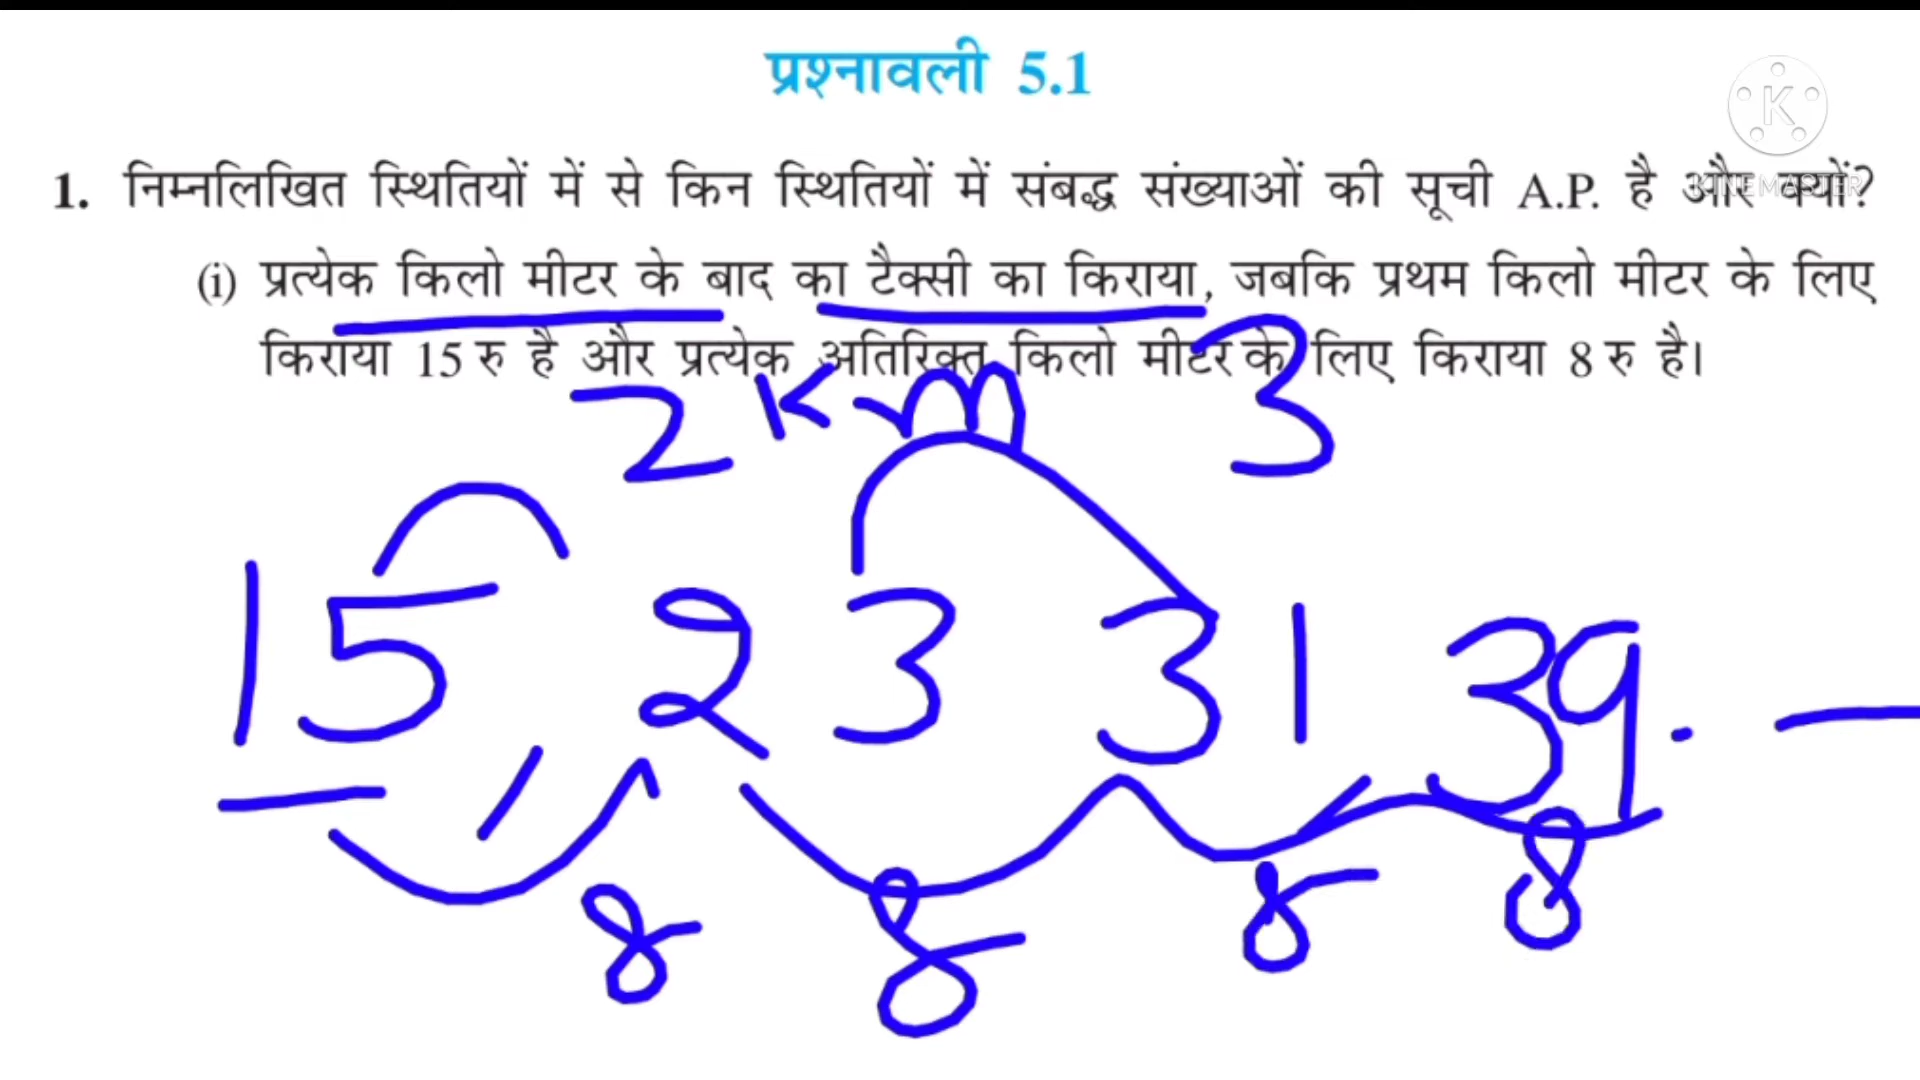 प्रश्नावली 5.1
K
KINEMASTER
1. निम्नलिखित स्थितियों में से किन स्थितियों में संबद्ध संख्याओं की सूची A.P. है और क्यों?
(i) प्रत्येक किलो मीटर के बाद का टैक्सी का किराया, जबकि प्रथम किलो मीटर के लिए
किराया 15 रु है और प्रत्येक अतिरिक्त किलो मीटर के लिए किराया 8 रु है।
2 Km 3
15, 23 31, 39. —
8 8 8 8